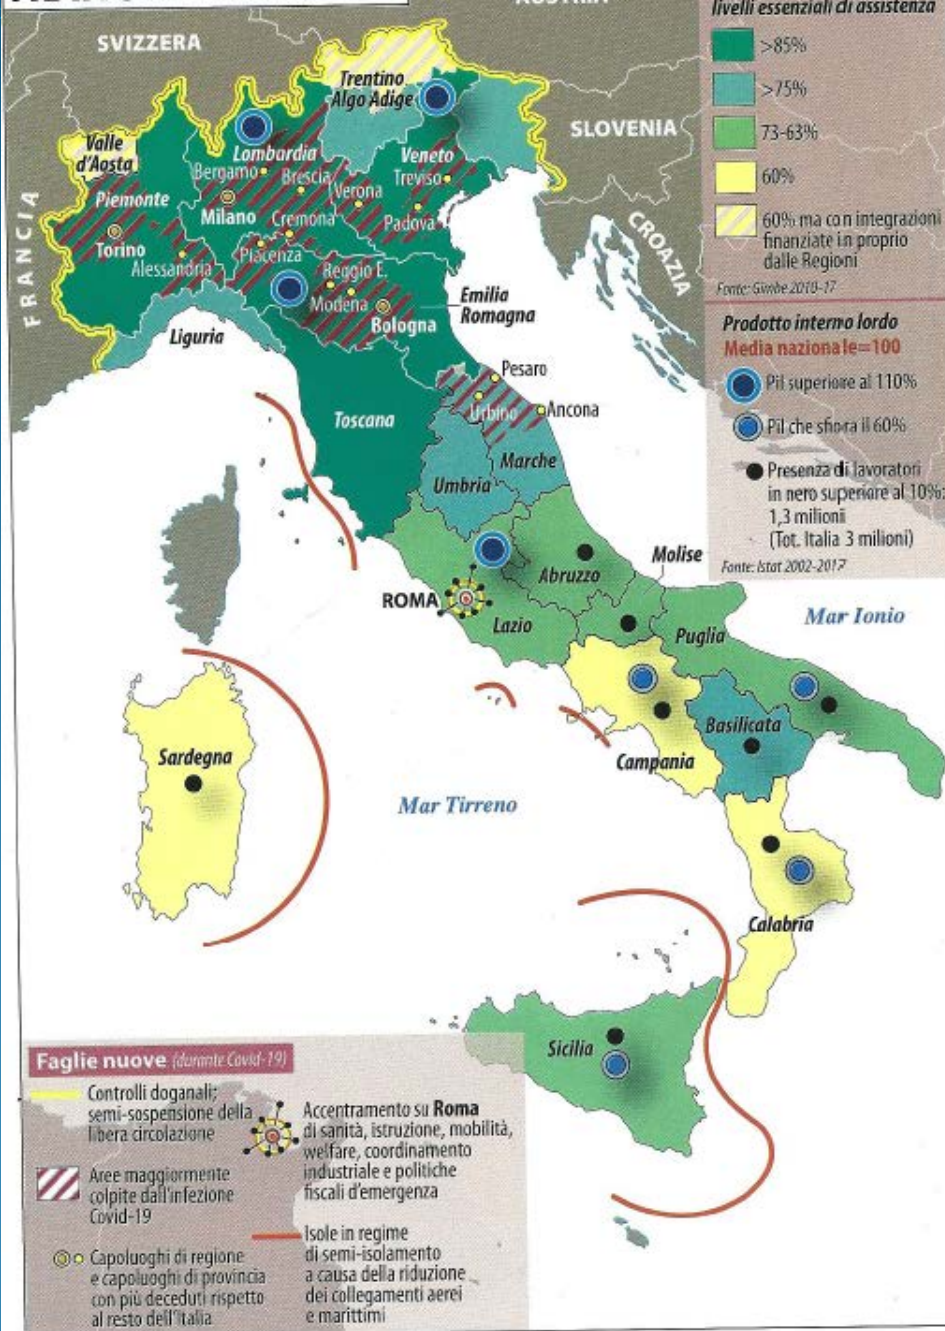 AUSTRIA
SVIZZERA
livelli essenziali di assistenza
>85%
>75%
73-63%
60%
60% ma con integrazioni
finanziate in proprio
dalle Regioni
Fonte: Gimbe 2010-17
Prodotto interno lordo
Media nazionale=100
Pil superiore al 110%
Pil che sfiora il 60%
Presenza di lavoratori
in nero superiore al 10%:
1,3 milioni
(Tot. Italia 3 milioni)
Fonte: Istat 2002-2017
Trentino
Algo Adige
SLOVENIA
CROAZIA
FRANCIA
Valle
d'Aosta
Lombardia
Veneto
Bergamo
Brescia
Treviso
Verona
Piemonte
Milano
Cremona
Padova
Torino
Alessandria
Piacenza
Reggio E.
Modena
Bologna
Emilia
Romagna
Liguria
Pesaro
Urbino
Ancona
Toscana
Marche
Umbria
Molise
Abruzzo
ROMA
Lazio
Puglia
Mar Ionio
Basilicata
Campania
Sardegna
Mar Tirreno
Calabria
Sicilia
Faglie nuove (durante Covid-19)
Controlli doganali;
semi-sospensione della
libera circolazione
Aree maggiormente
colpite dall'infezione
Covid-19
Capoluoghi di regione
e capoluoghi di provincia
con più deceduti rispetto
al resto dell'Italia
Accentramento su Roma
di sanità, istruzione, mobilità,
welfare, coordinamento
industriale e politiche
fiscali d'emergenza
Isole in regime
di semi-isolamento
a causa della riduzione
dei collegamenti aerei
e marittimi